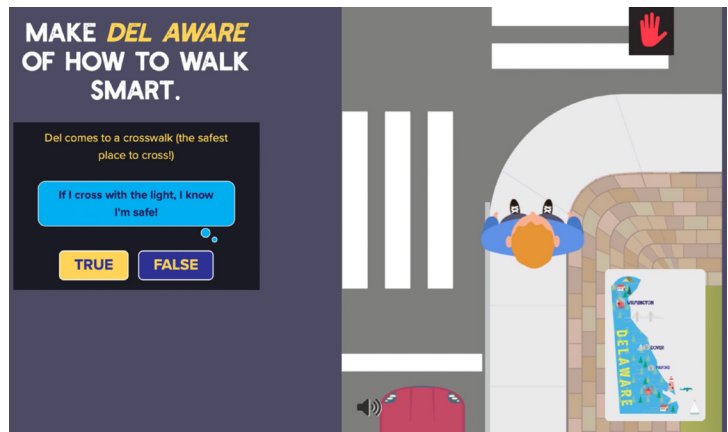 MAKE DEL AWARE
OF HOW TO WALK
SMART.
Del comes to a crosswalk (the safest
place to cross!)
If I cross with the light, I know
I'm safe!
TRUE
FALSE
WILMINGTON
DOVER
DELAWARE